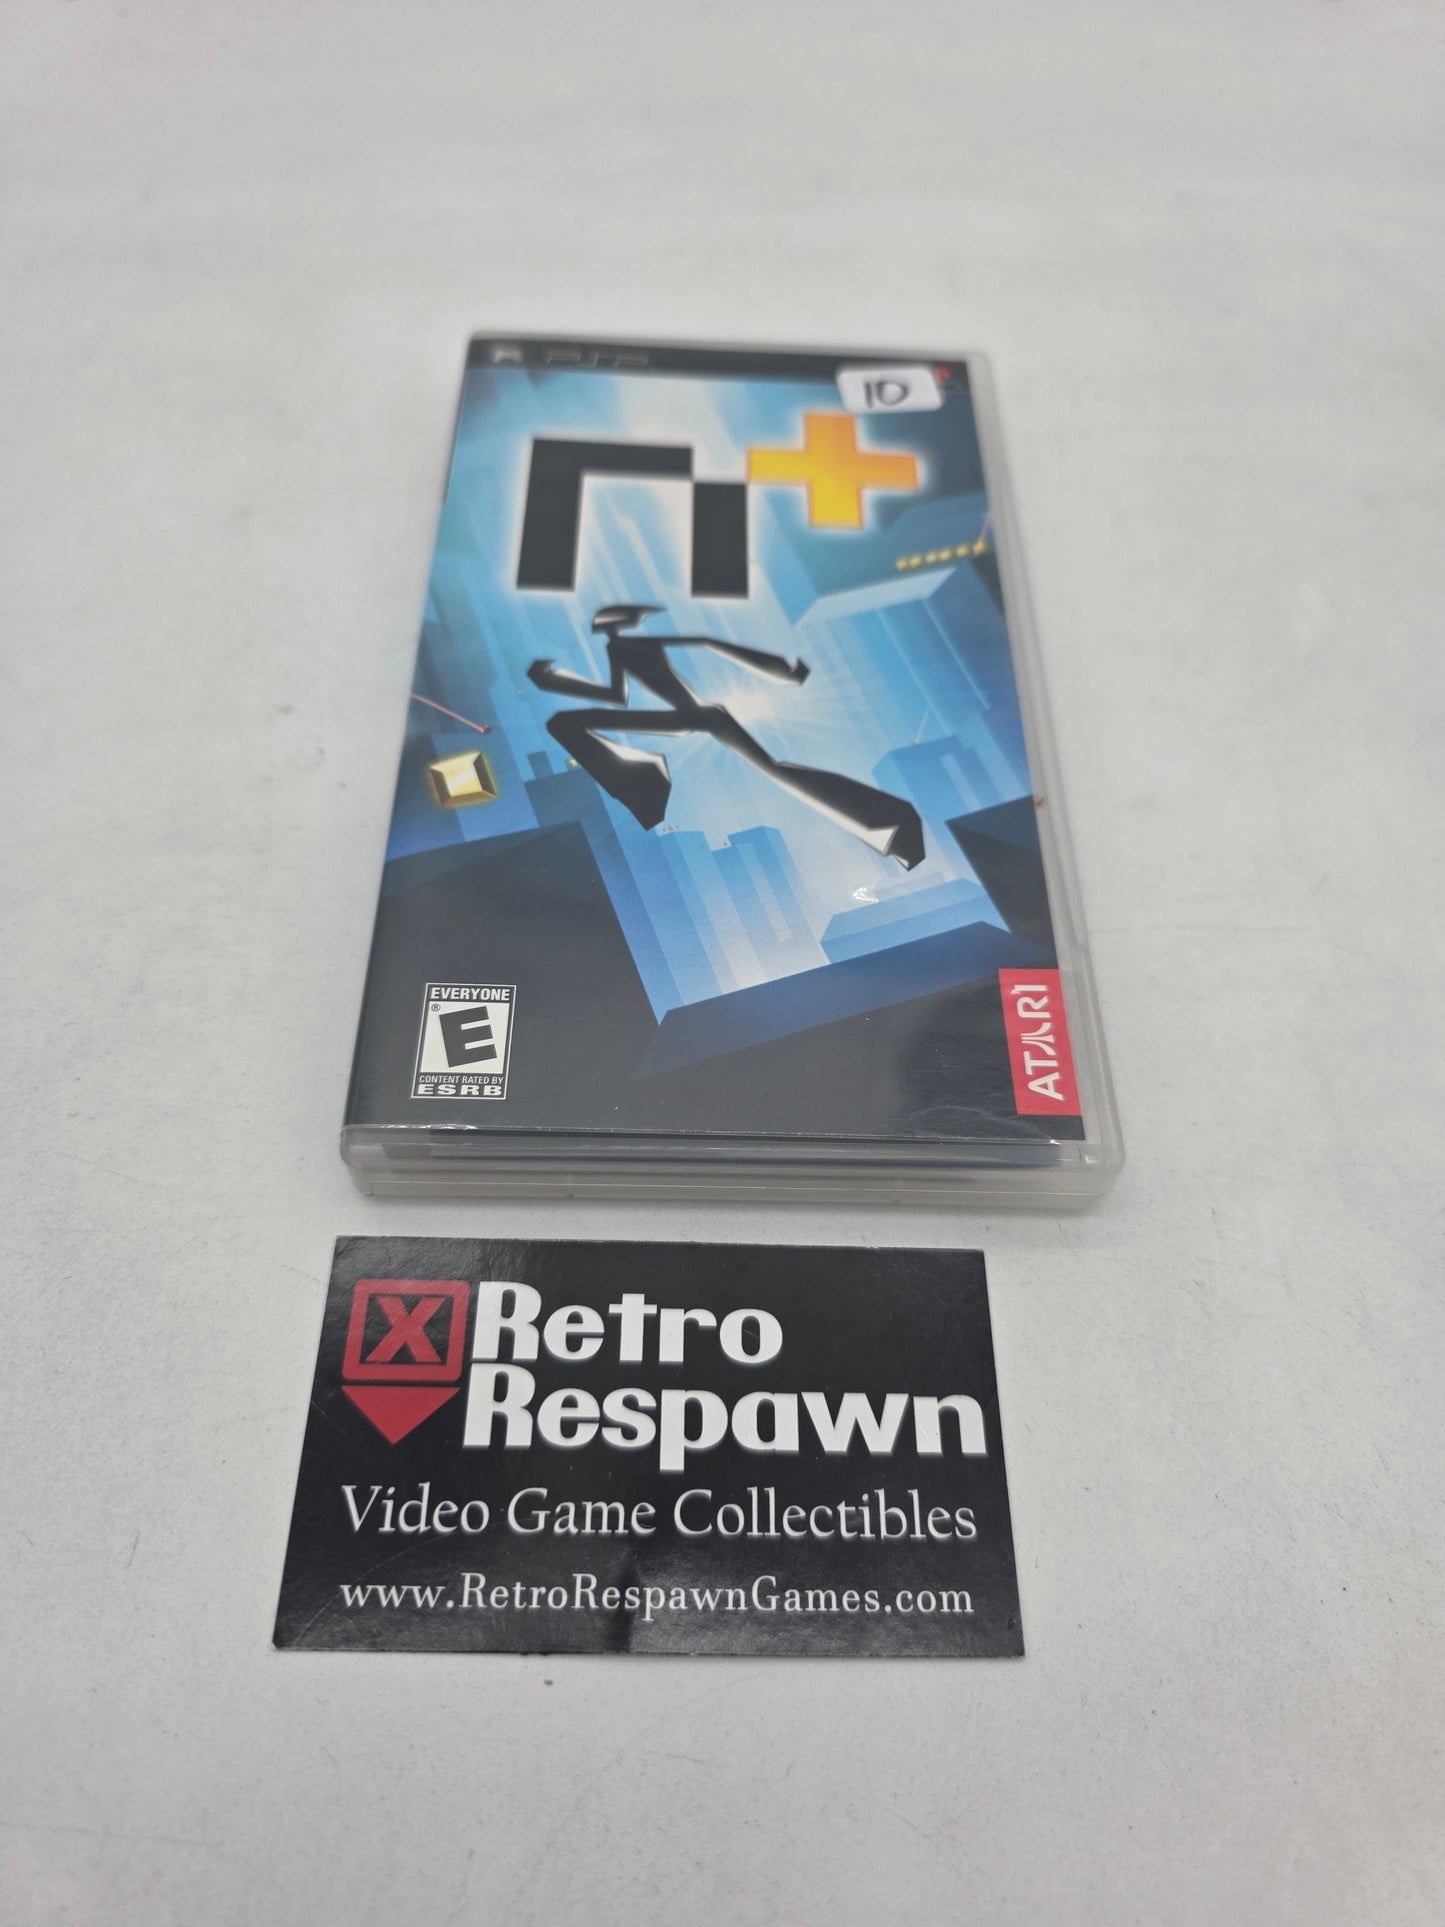 PSP
10
n+
EVERYONE
E
®
CONTENT RATED BY
ESRB
ATARI
X
Retro
Respawn
Video Game Collectibles
www.RetroRespawnGames.com